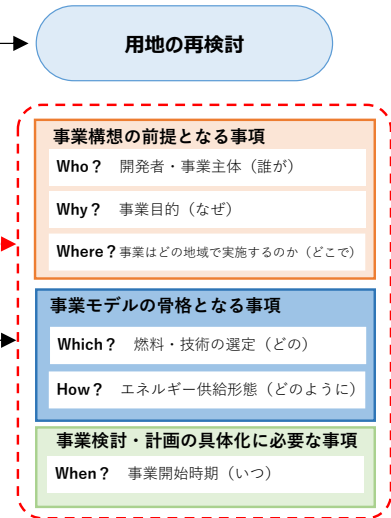 用地の再検討
事業構想の前提となる事項
Who？ 開発者・事業主体（誰が）
Why？ 事業目的（なぜ）
Where？事業はどの地域で実施するのか（どこで）
事業モデルの骨格となる事項
Which？ 燃料・技術の選定（どの）
How？ エネルギー供給形態（どのように）
事業検討・計画の具体化に必要な事項
When？ 事業開始時期（いつ）